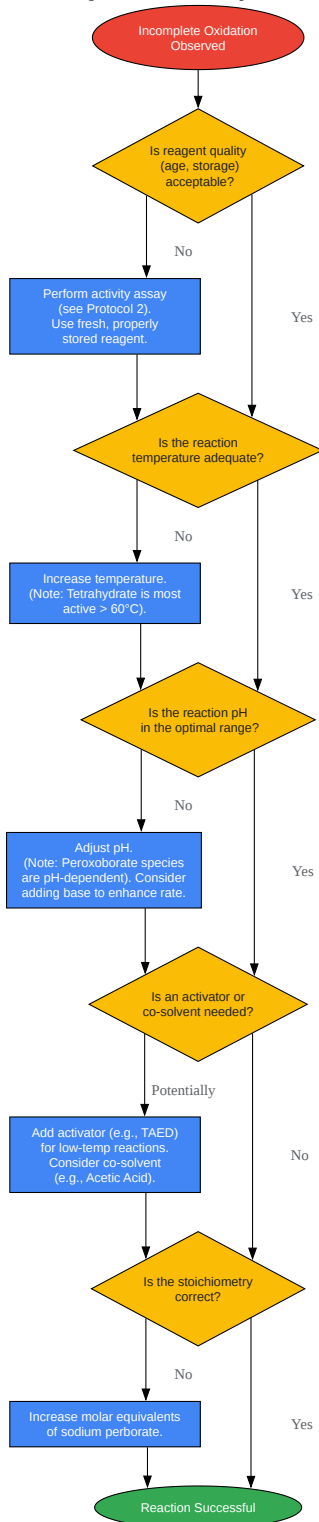 Incomplete Oxidation
Observed
Is reagent quality
(age, storage)
acceptable?
No
Perform activity assay
(see Protocol 2).
Use fresh, properly
stored reagent.
Yes
Is the reaction
temperature adequate?
No
Increase temperature.
(Note: Tetrahydrate is most
active > 60°C).
Yes
Is the reaction pH
in the optimal range?
No
Adjust pH.
(Note: Peroxoborate species
are pH-dependent). Consider
adding base to enhance rate.
Yes
Is an activator or
co-solvent needed?
Potentially
Add activator (e.g., TAED)
for low-temp reactions.
Consider co-solvent
(e.g., Acetic Acid).
No
Is the stoichiometry
correct?
No
Increase molar equivalents
of sodium perborate.
Yes
Reaction Successful